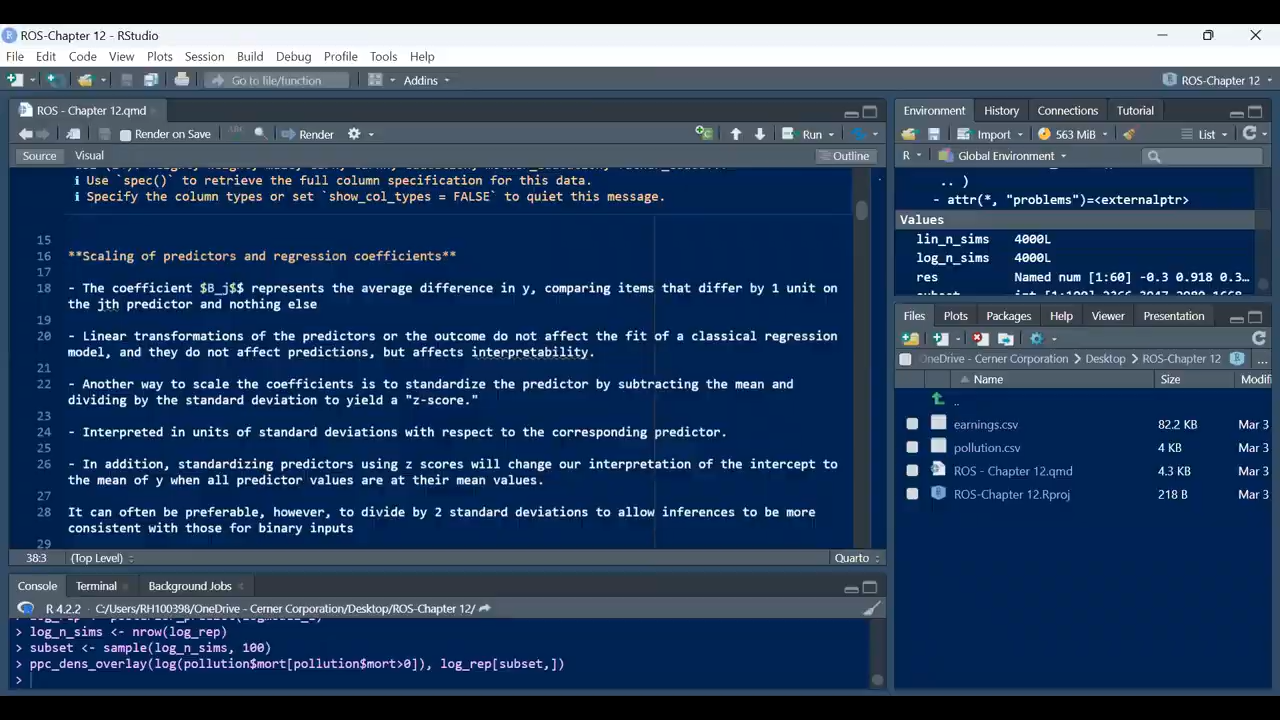 ROS-Chapter 12 - RStudio
File Edit Code View Plots Session Build Debug Profile Tools Help
Go to file/function Addins ROS-Chapter 12
ROS - Chapter 12.qmd
Render on Save Render Run
Source Visual Outline
i Use `spec()` to retrieve the full column specification for this data.
i Specify the column types or set `show_col_types = FALSE` to quiet this message.
15
16 **Scaling of predictors and regression coefficients**
17
18 - The coefficient $B_j$$ represents the average difference in y, comparing items that differ by 1 unit on
the jth predictor and nothing else
19
20 - Linear transformations of the predictors or the outcome do not affect the fit of a classical regression
model, and they do not affect predictions, but affects interpretability.
21
22 - Another way to scale the coefficients is to standardize the predictor by subtracting the mean and
dividing by the standard deviation to yield a "z-score."
23
24 - Interpreted in units of standard deviations with respect to the corresponding predictor.
25
26 - In addition, standardizing predictors using z scores will change our interpretation of the intercept to
the mean of y when all predictor values are at their mean values.
27
28 It can often be preferable, however, to divide by 2 standard deviations to allow inferences to be more
consistent with those for binary inputs
29
38:3 (Top Level) Quarto
Console Terminal Background Jobs
R 4.2.2 · C:/Users/RH100398/OneDrive - Cerner Corporation/Desktop/ROS-Chapter 12/
> log_n_sims <- nrow(log_rep)
> subset <- sample(log_n_sims, 100)
> ppc_dens_overlay(log(pollution$mort[pollution$mort>0]), log_rep[subset,])
>
Environment History Connections Tutorial
Import 563 MiB List
R Global Environment
.. )
- attr(*, "problems")=<externalptr>
Values
lin_n_sims 4000L
log_n_sims 4000L
res Named num [1:60] -0.3 0.918 0.3…
Files Plots Packages Help Viewer Presentation
OneDrive - Cerner Corporation > Desktop > ROS-Chapter 12 ...
Name Size Modifi
..
earnings.csv 82.2 KB Mar 3
pollution.csv 4 KB Mar 3
ROS - Chapter 12.qmd 4.3 KB Mar 3
ROS-Chapter 12.Rproj 218 B Mar 3